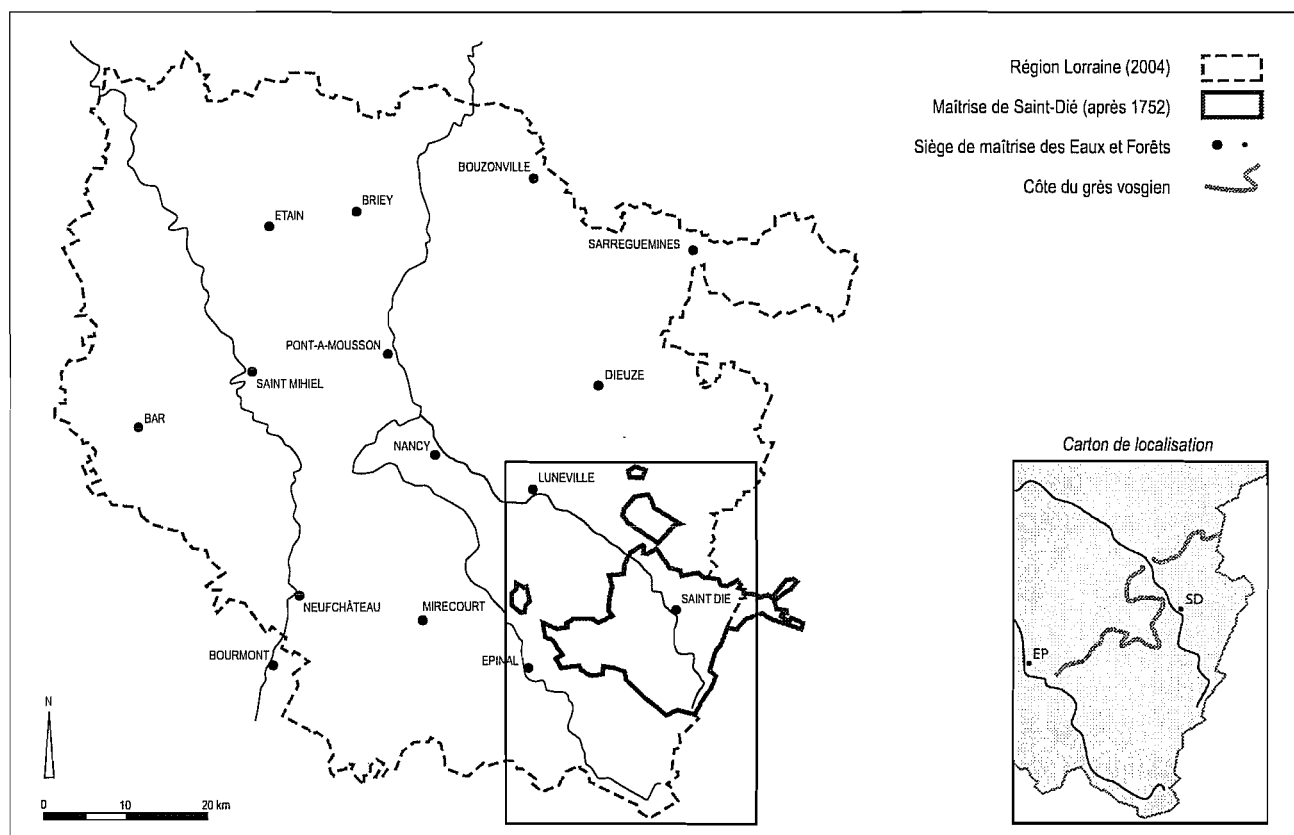 Région Lorraine (2004)
Maîtrise de Saint-Dié (après 1752)
Siège de maîtrise des Eaux et Forêts
Côte du grès vosgien
BOUZONVILLE
BRIEY
ETAIN
SARREGUEMINES
PONT-A-MOUSSON
SAINT MIHIEL
DIEUZE
BAR
NANCY
LUNEVILLE
NEUFCHÂTEAU
MIRECOURT
SAINT DIE
BOURMONT
EPINAL
N
0 10 20 km
Carton de localisation
SD
EP